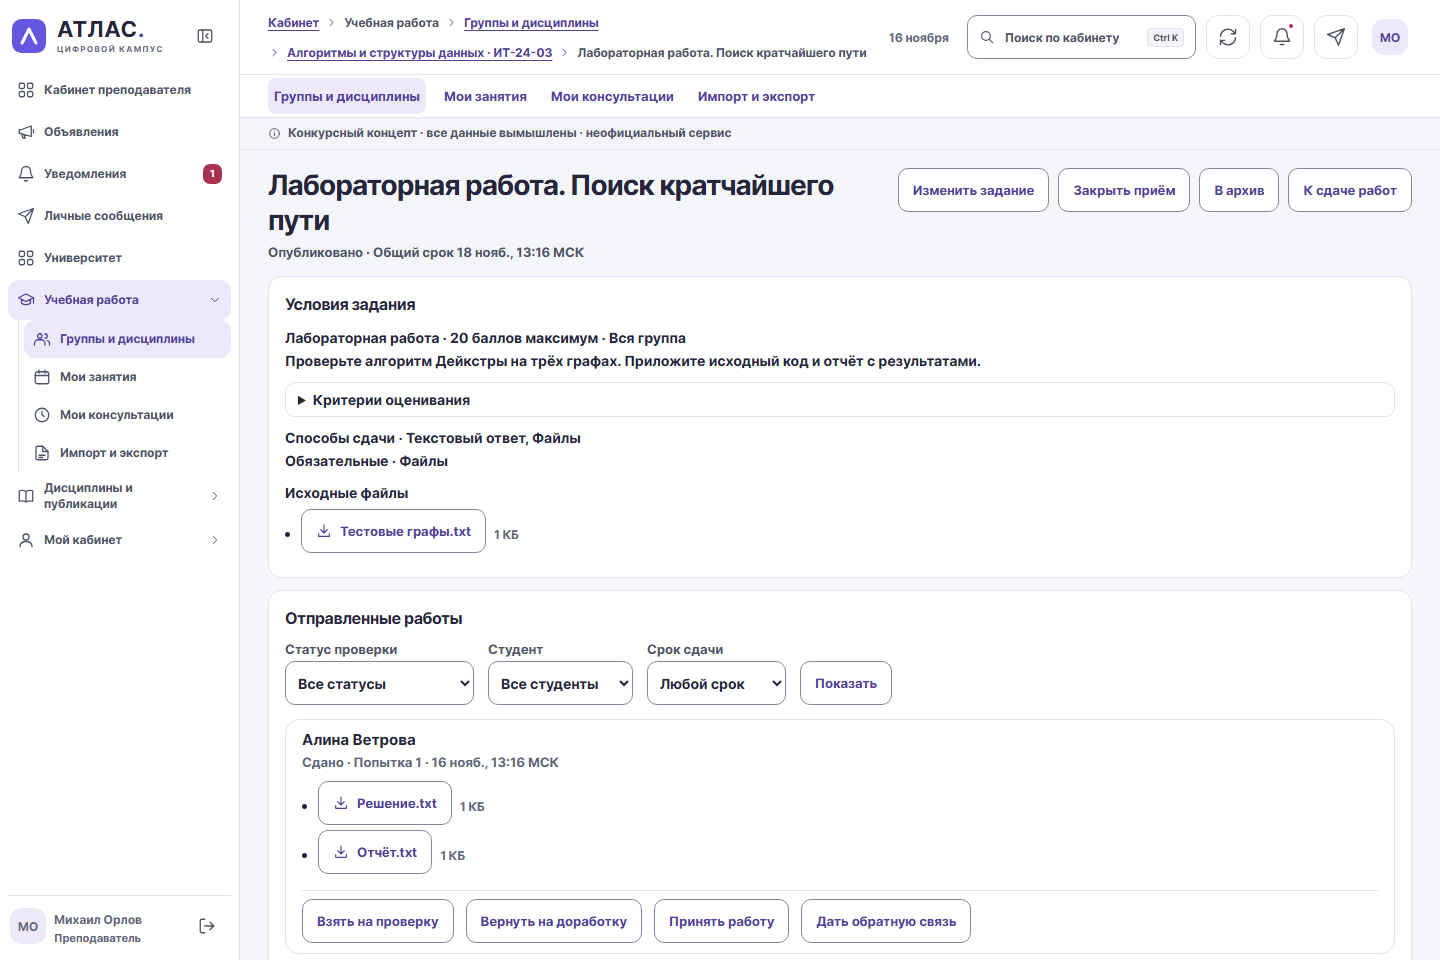 АТЛАС.
ЦИФРОВОЙ КАМПУС
Кабинет преподавателя
Объявления
Уведомления 1
Личные сообщения
Университет
Учебная работа
Группы и дисциплины
Мои занятия
Мои консультации
Импорт и экспорт
Дисциплины и
публикации
Мой кабинет
МО
Михаил Орлов
Преподаватель
Кабинет > Учебная работа > Группы и дисциплины
> Алгоритмы и структуры данных · ИТ-24-03 > Лабораторная работа. Поиск кратчайшего пути
16 ноября
Поиск по кабинету Ctrl K
МО
Группы и дисциплины Мои занятия Мои консультации Импорт и экспорт
Конкурсный концепт · все данные вымышлены · неофициальный сервис
Лабораторная работа. Поиск кратчайшего
пути
Опубликовано · Общий срок 18 нояб., 13:16 МСК
Изменить задание Закрыть приём В архив К сдаче работ
Условия задания
Лабораторная работа · 20 баллов максимум · Вся группа
Проверьте алгоритм Дейкстры на трёх графах. Приложите исходный код и отчёт с результатами.
Критерии оценивания
Способы сдачи · Текстовый ответ, Файлы
Обязательные · Файлы
Исходные файлы
Тестовые графы.txt 1 КБ
Отправленные работы
Статус проверки Студент Срок сдачи
Все статусы Все студенты Любой срок Показать
Алина Ветрова
Сдано · Попытка 1 · 16 нояб., 13:16 МСК
Решение.txt 1 КБ
Отчёт.txt 1 КБ
Взять на проверку Вернуть на доработку Принять работу Дать обратную связь